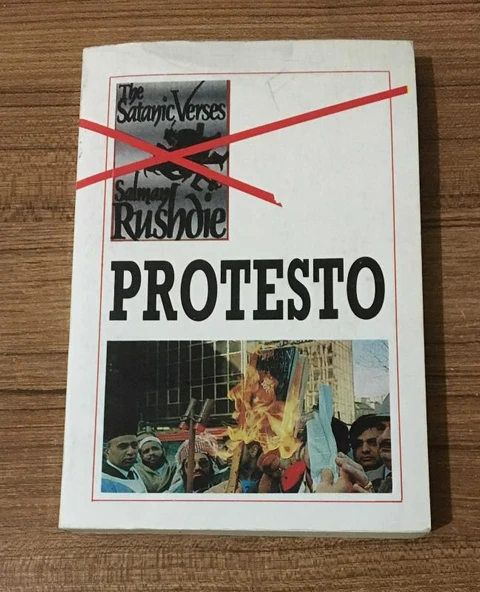 The
Satanic Verses
Salman
Rushdie
PROTESTO